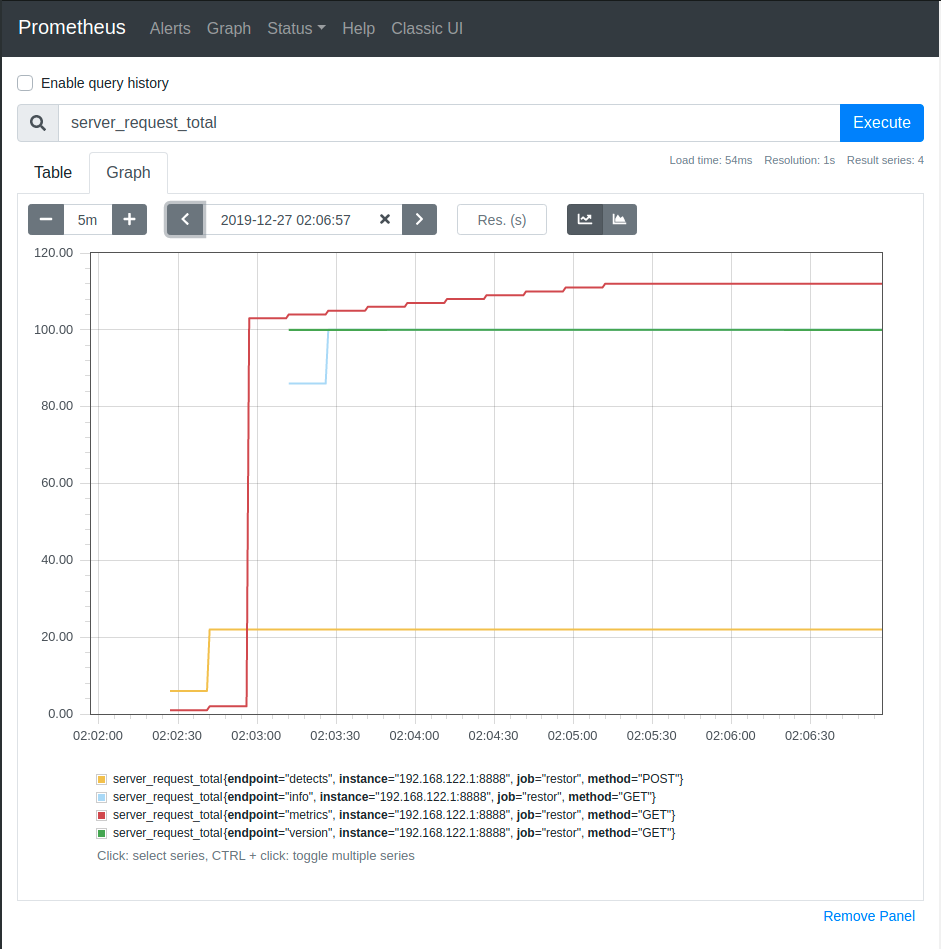 Prometheus Alerts Graph Status Help Classic UI
Enable query history
server_request_total Execute
Table Graph Load time: 54ms Resolution: 1s Result series: 4
5m 2019-12-27 02:06:57 Res. (s)
120.00
100.00
80.00
60.00
40.00
20.00
0.00
02:02:00 02:02:30 02:03:00 02:03:30 02:04:00 02:04:30 02:05:00 02:05:30 02:06:00 02:06:30
server_request_total{endpoint="detects", instance="192.168.122.1:8888", job="restor", method="POST"}
server_request_total{endpoint="info", instance="192.168.122.1:8888", job="restor", method="GET"}
server_request_total{endpoint="metrics", instance="192.168.122.1:8888", job="restor", method="GET"}
server_request_total{endpoint="version", instance="192.168.122.1:8888", job="restor", method="GET"}
Click: select series, CTRL + click: toggle multiple series
Remove Panel